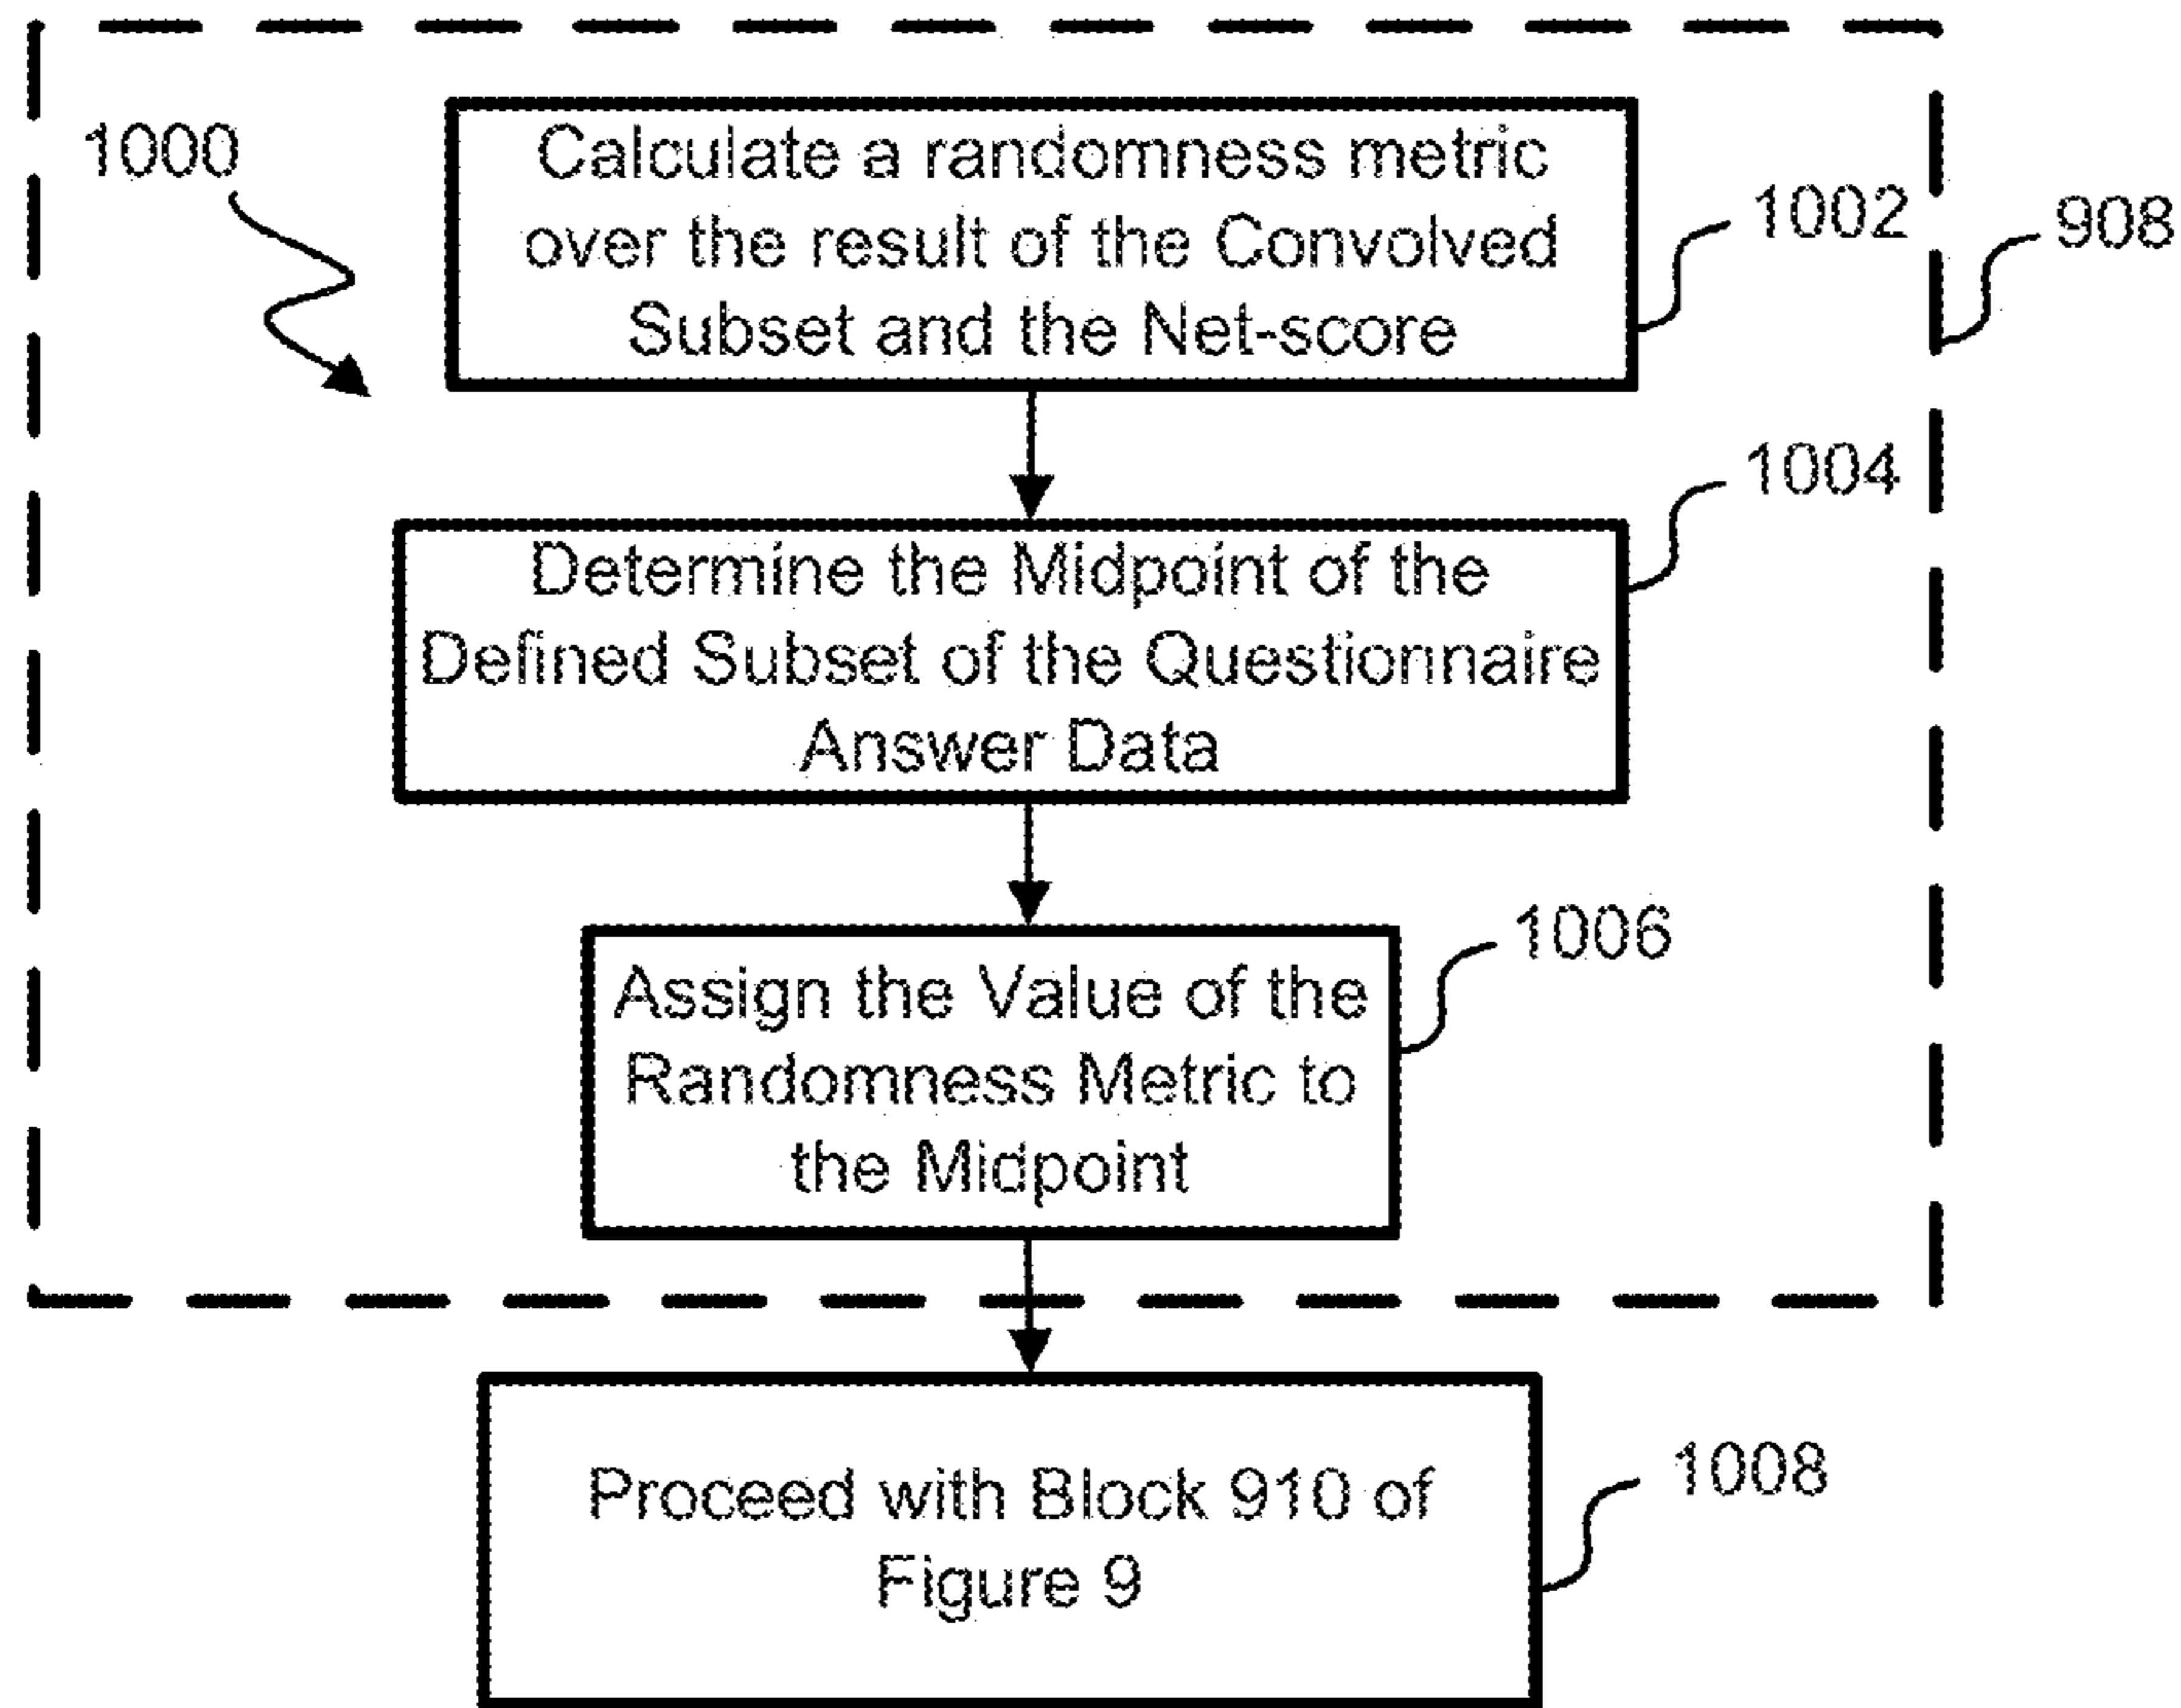 1000
Calculate a randomness metric
over the result of the Convolved
Subset and the Net-score
1002
908
1004
Determine the Midpoint of the
Defined Subset of the Questionnaire
Answer Data
1006
Assign the Value of the
Randomness Metric to
the Midpoint
Proceed with Block 910 of
Figure 9
1008